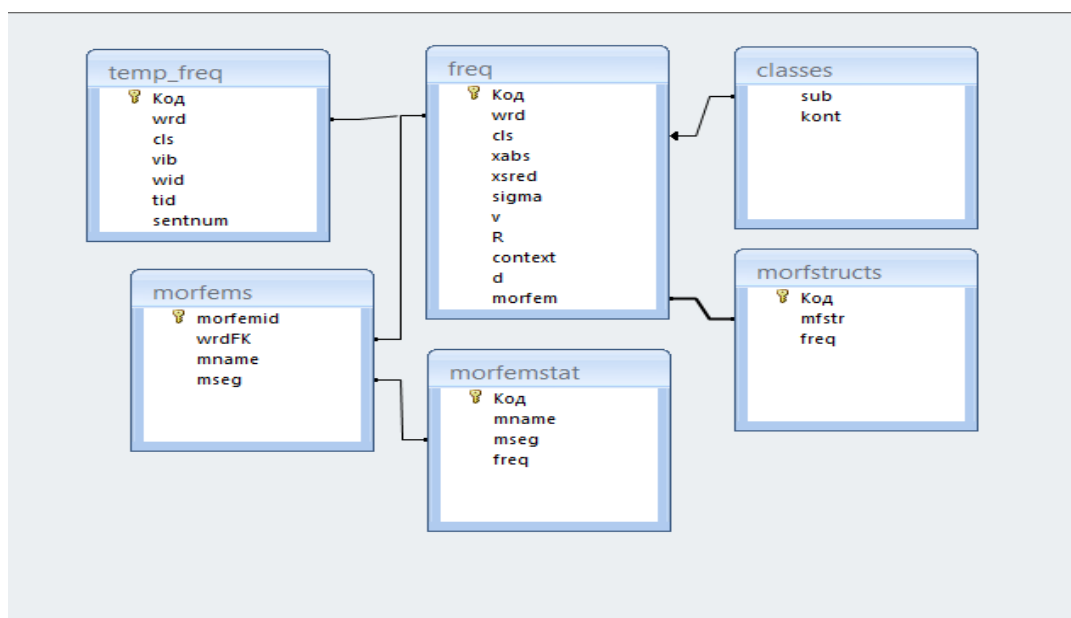 temp_freq
Код
wrd
cls
vib
wid
tid
sentnum
freq
Код
wrd
cls
xabs
xsred
sigma
v
R
context
d
morfem
classes
sub
kont
morfems
morfemid
wrdFK
mname
mseg
morfemstat
Код
mname
mseg
freq
morfstructs
Код
mfstr
freq